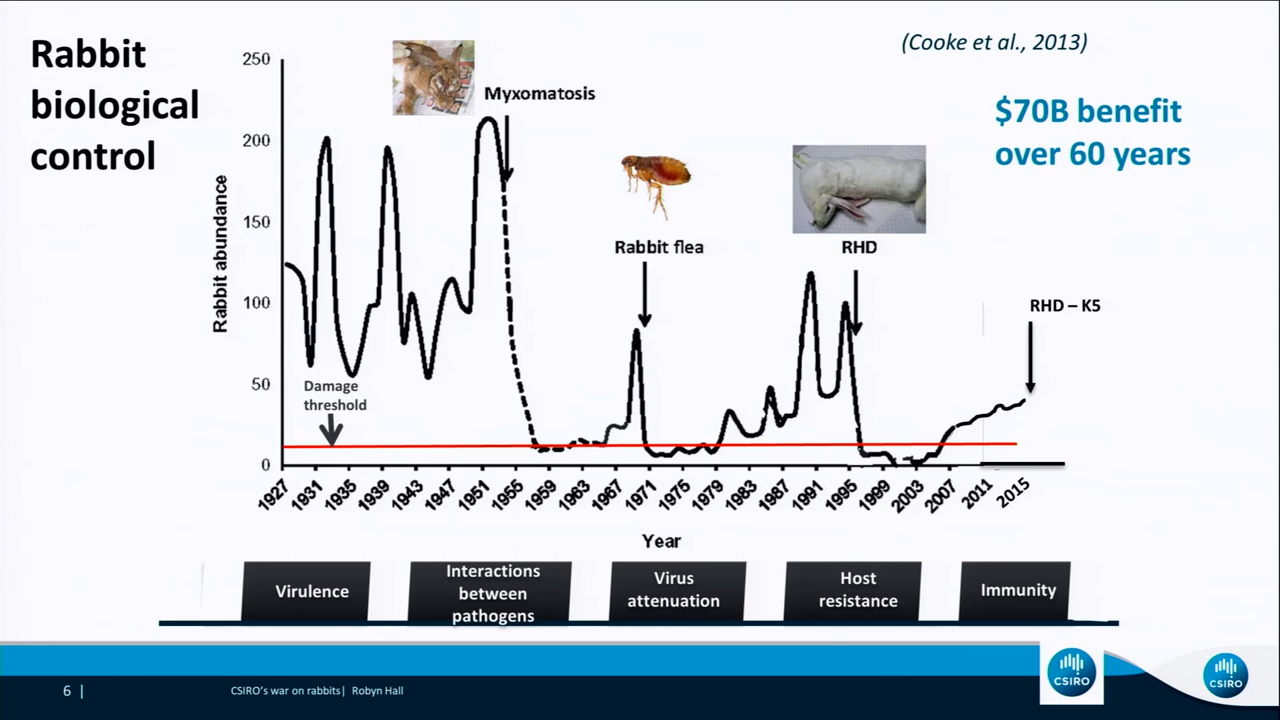 Rabbit
biological
control
(Cooke et al., 2013)
$70B benefit
over 60 years
Myxomatosis
Rabbit flea
RHD
RHD – K5
Damage
threshold
Rabbit abundance
250
200
150
100
50
0
1927
1931
1935
1939
1943
1947
1951
1955
1959
1963
1967
1971
1975
1979
1983
1987
1991
1995
1999
2003
2007
2011
2015
Year
Virulence
Interactions
between
pathogens
Virus
attenuation
Host
resistance
Immunity
6 |
CSIRO's war on rabbits| Robyn Hall
CSIRO
CSIRO